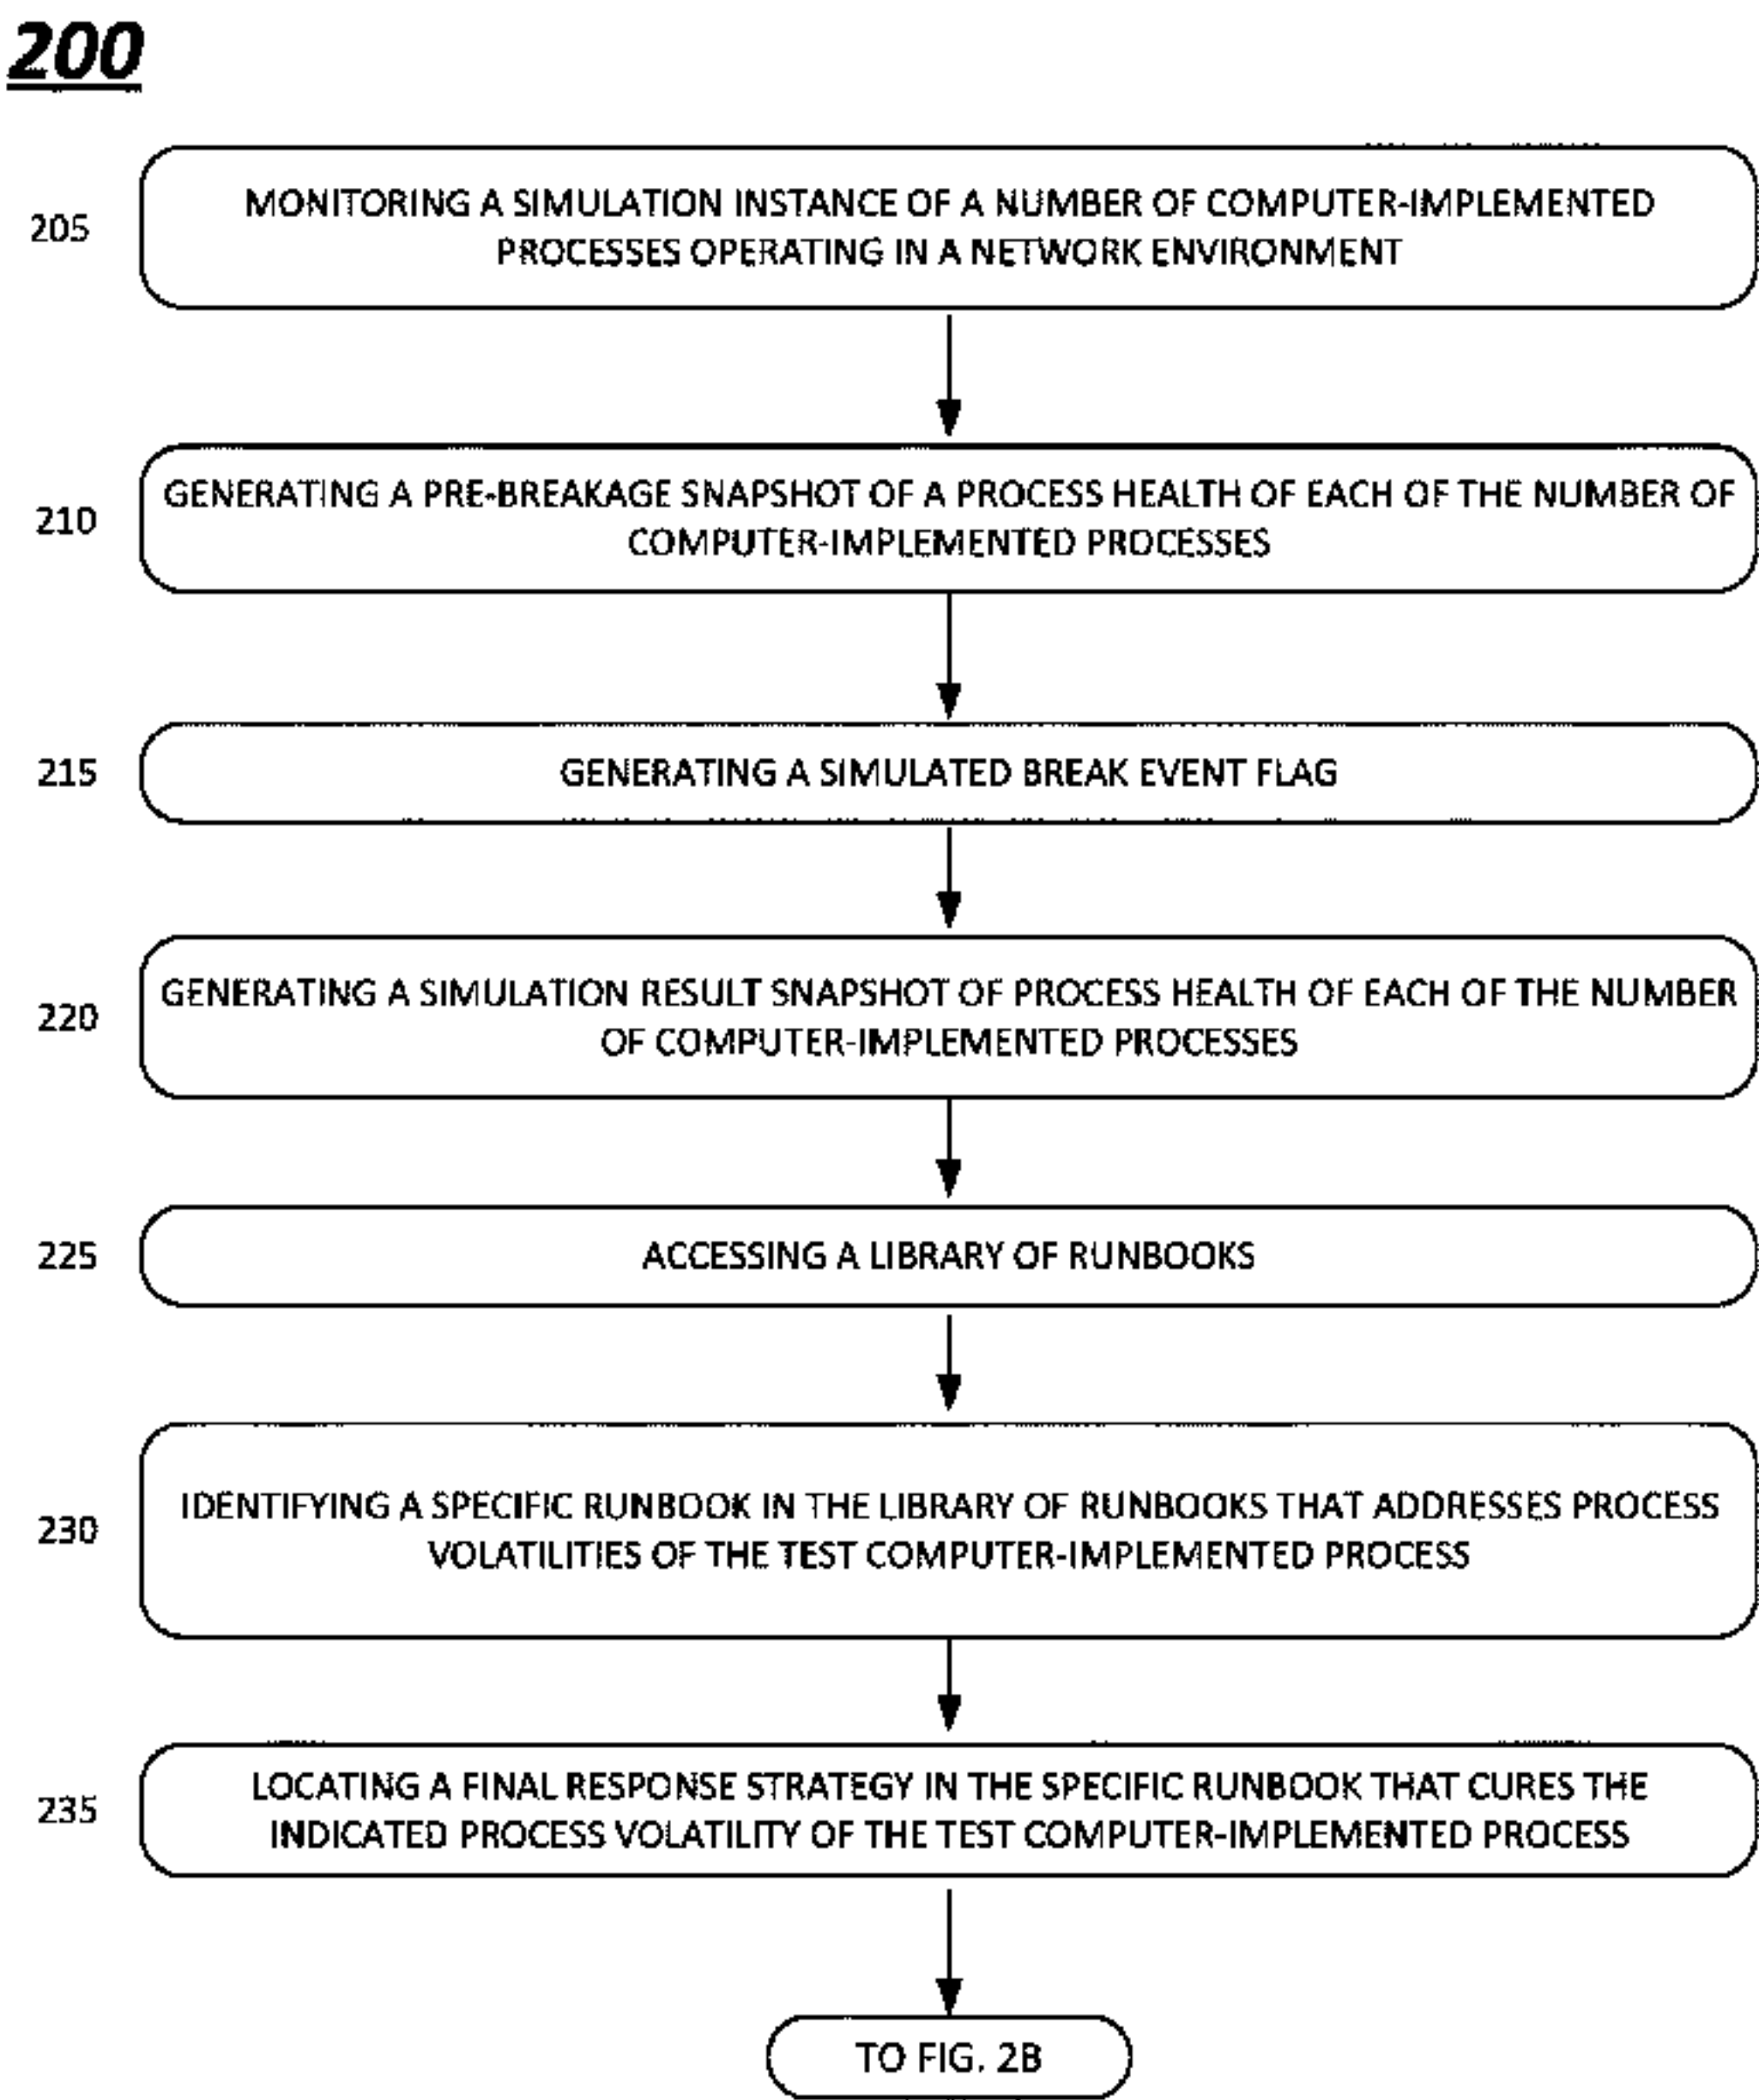 200
205
MONITORING A SIMULATION INSTANCE OF A NUMBER OF COMPUTER-IMPLEMENTED
PROCESSES OPERATING IN A NETWORK ENVIRONMENT
210
GENERATING A PRE-BREAKAGE SNAPSHOT OF A PROCESS HEALTH OF EACH OF THE NUMBER OF
COMPUTER-IMPLEMENTED PROCESSES
215
GENERATING A SIMULATED BREAK EVENT FLAG
220
GENERATING A SIMULATION RESULT SNAPSHOT OF PROCESS HEALTH OF EACH OF THE NUMBER
OF COMPUTER-IMPLEMENTED PROCESSES
225
ACCESSING A LIBRARY OF RUNBOOKS
230
IDENTIFYING A SPECIFIC RUNBOOK IN THE LIBRARY OF RUNBOOKS THAT ADDRESSES PROCESS
VOLATILITIES OF THE TEST COMPUTER-IMPLEMENTED PROCESS
235
LOCATING A FINAL RESPONSE STRATEGY IN THE SPECIFIC RUNBOOK THAT CURES THE
INDICATED PROCESS VOLATILITY OF THE TEST COMPUTER-IMPLEMENTED PROCESS
TO FIG. 2B